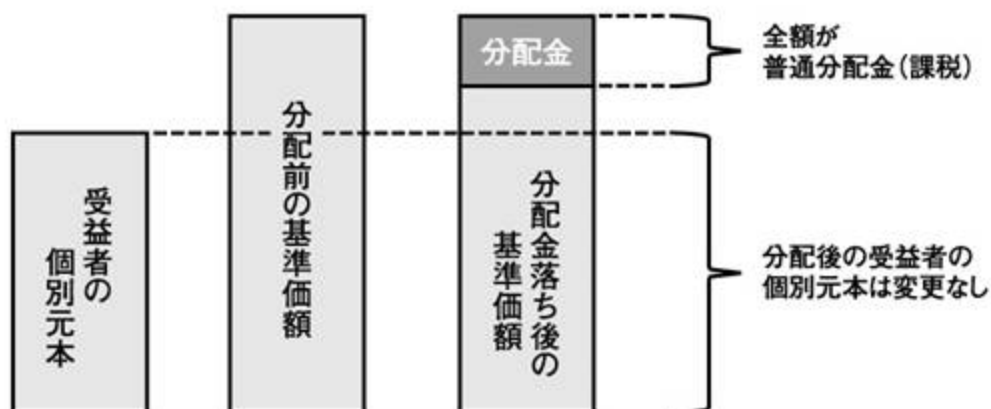 受益者の
個別元本
分配前の基準価額
分配金
分配金落ち後の
基準価額
全額が
普通分配金(課税)
分配後の受益者の
個別元本は変更なし